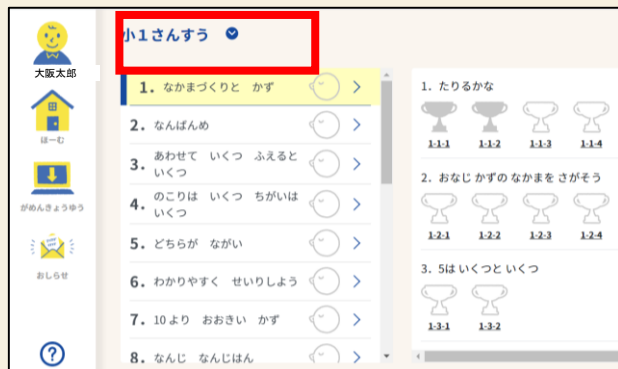 大阪太郎
ほーむ
がめんきょうゆう
おしらせ
?
小1さんすう
1. なかまづくりと かず
2. なんばんめ
3. あわせて いくつ ふえると
いくつ
4. のこりは いくつ ちがいは
いくつ
5. どちらが ながい
6. わかりやすく せいりしよう
7. 10より おおきい かず
8. なんじ なんじはん
1. たりるかな
1-1-1 1-1-2 1-1-3 1-1-4
2. おなじ かずの なかまを さがそう
1-2-1 1-2-2 1-2-3 1-2-4
3. 5は いくつと いくつ
1-3-1 1-3-2